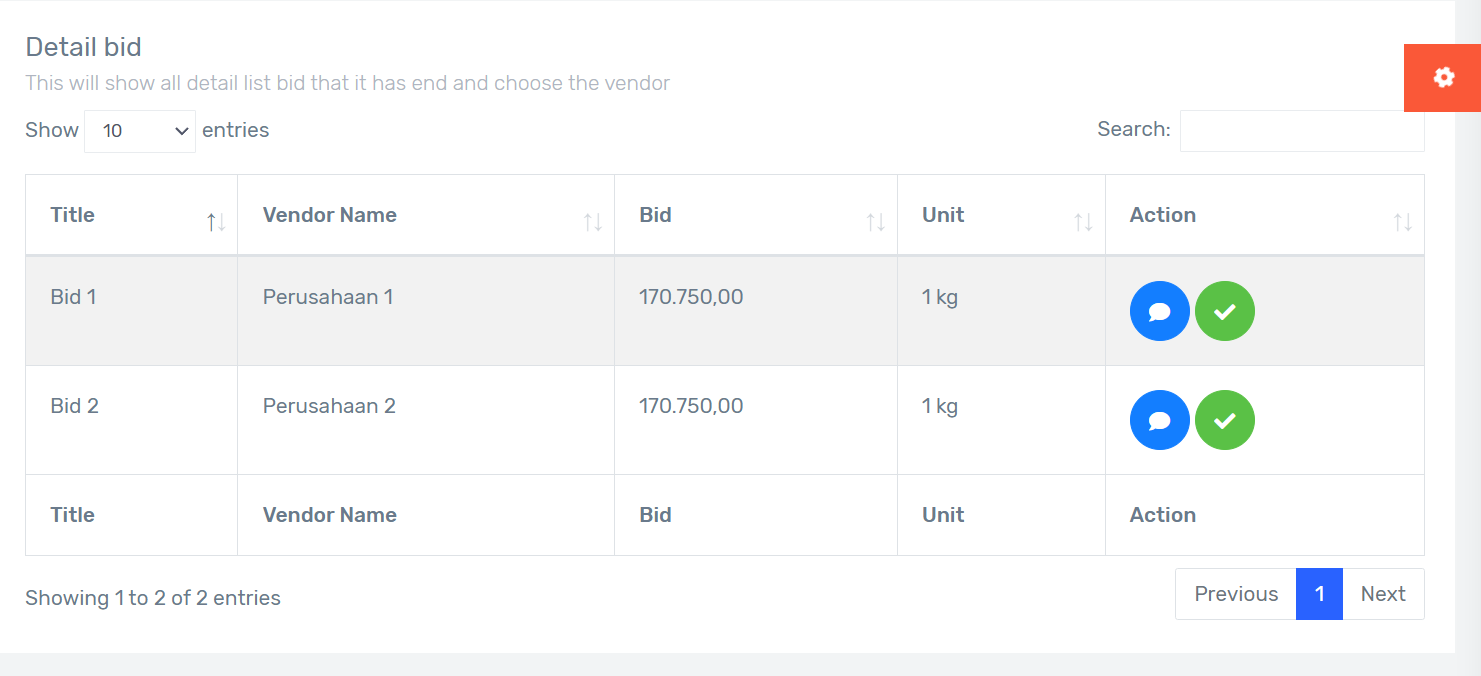 Detail bid
This will show all detail list bid that it has end and choose the vendor
Show 10 entries Search:
Title Vendor Name Bid Unit Action
Bid 1 Perusahaan 1 170.750,00 1 kg
Bid 2 Perusahaan 2 170.750,00 1 kg
Title Vendor Name Bid Unit Action
Showing 1 to 2 of 2 entries Previous 1 Next